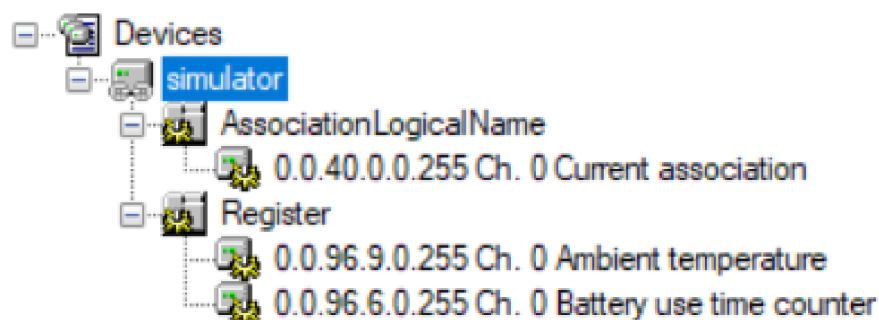 Devices
simulator
AssociationLogicalName
0.0.40.0.0.255 Ch. 0 Current association
Register
0.0.96.9.0.255 Ch. 0 Ambient temperature
0.0.96.6.0.255 Ch. 0 Battery use time counter